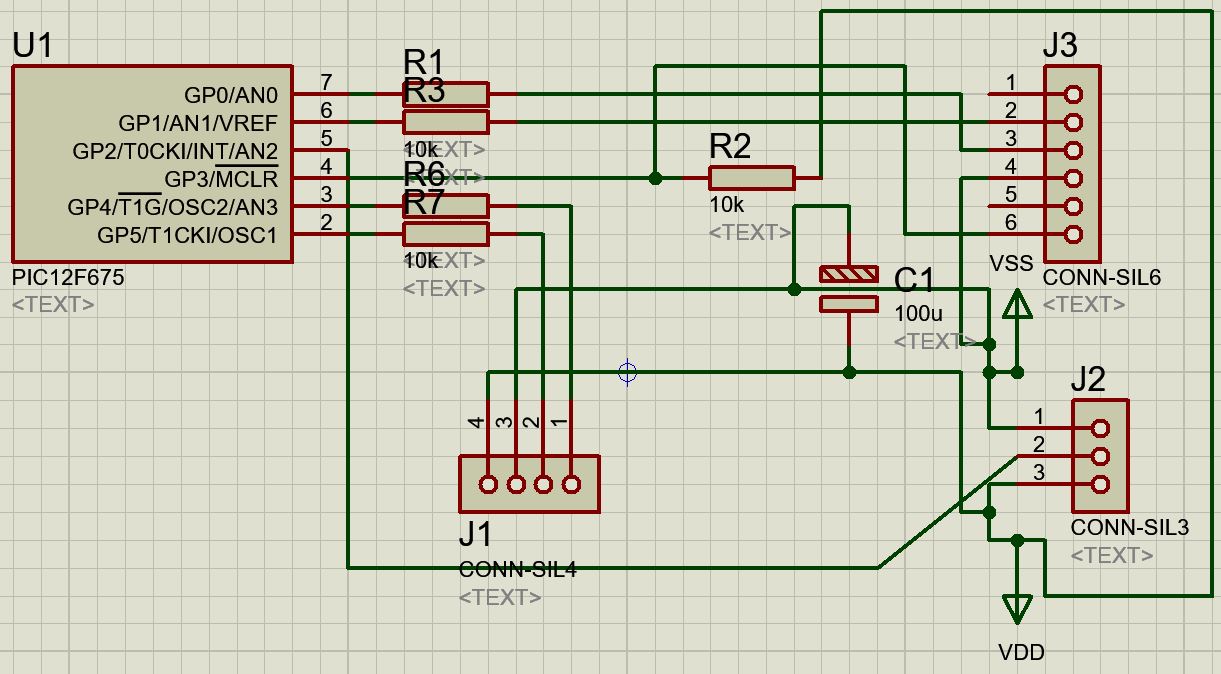 U1
GP0/AN0
GP1/AN1/VREF
GP2/T0CKI/INT/AN2
GP3/MCLR
GP4/T1G/OSC2/AN3
GP5/T1CKI/OSC1
7
6
5
4
3
2
PIC12F675
<TEXT>
R1
R3
10k
<TEXT>
<TEXT>
R6
R7
10k
<TEXT>
<TEXT>
R2
10k
<TEXT>
C1
100u
<TEXT>
J3
1
2
3
4
5
6
CONN-SIL6
<TEXT>
VSS
J2
1
2
3
CONN-SIL3
<TEXT>
VDD
4
3
2
1
J1
CONN-SIL4
<TEXT>